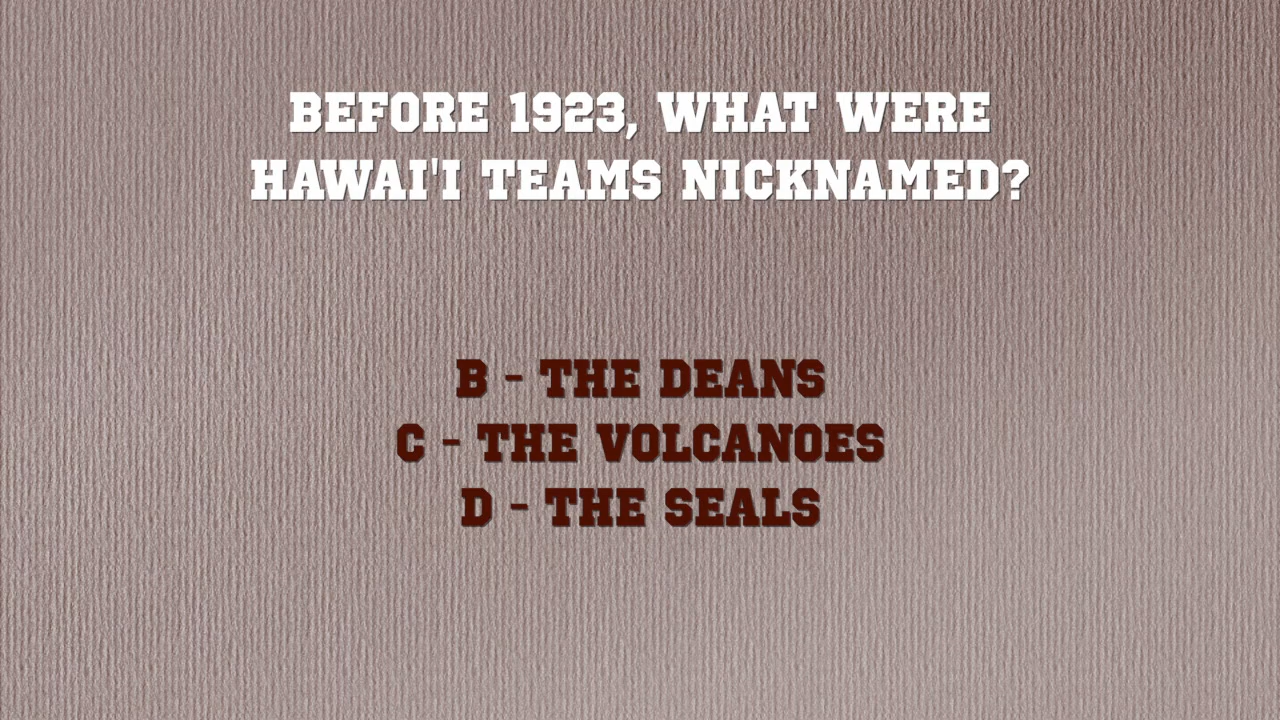 BEFORE 1923, WHAT WERE
HAWAI'I TEAMS NICKNAMED?
B - THE DEANS
C - THE VOLCANOES
D - THE SEALS